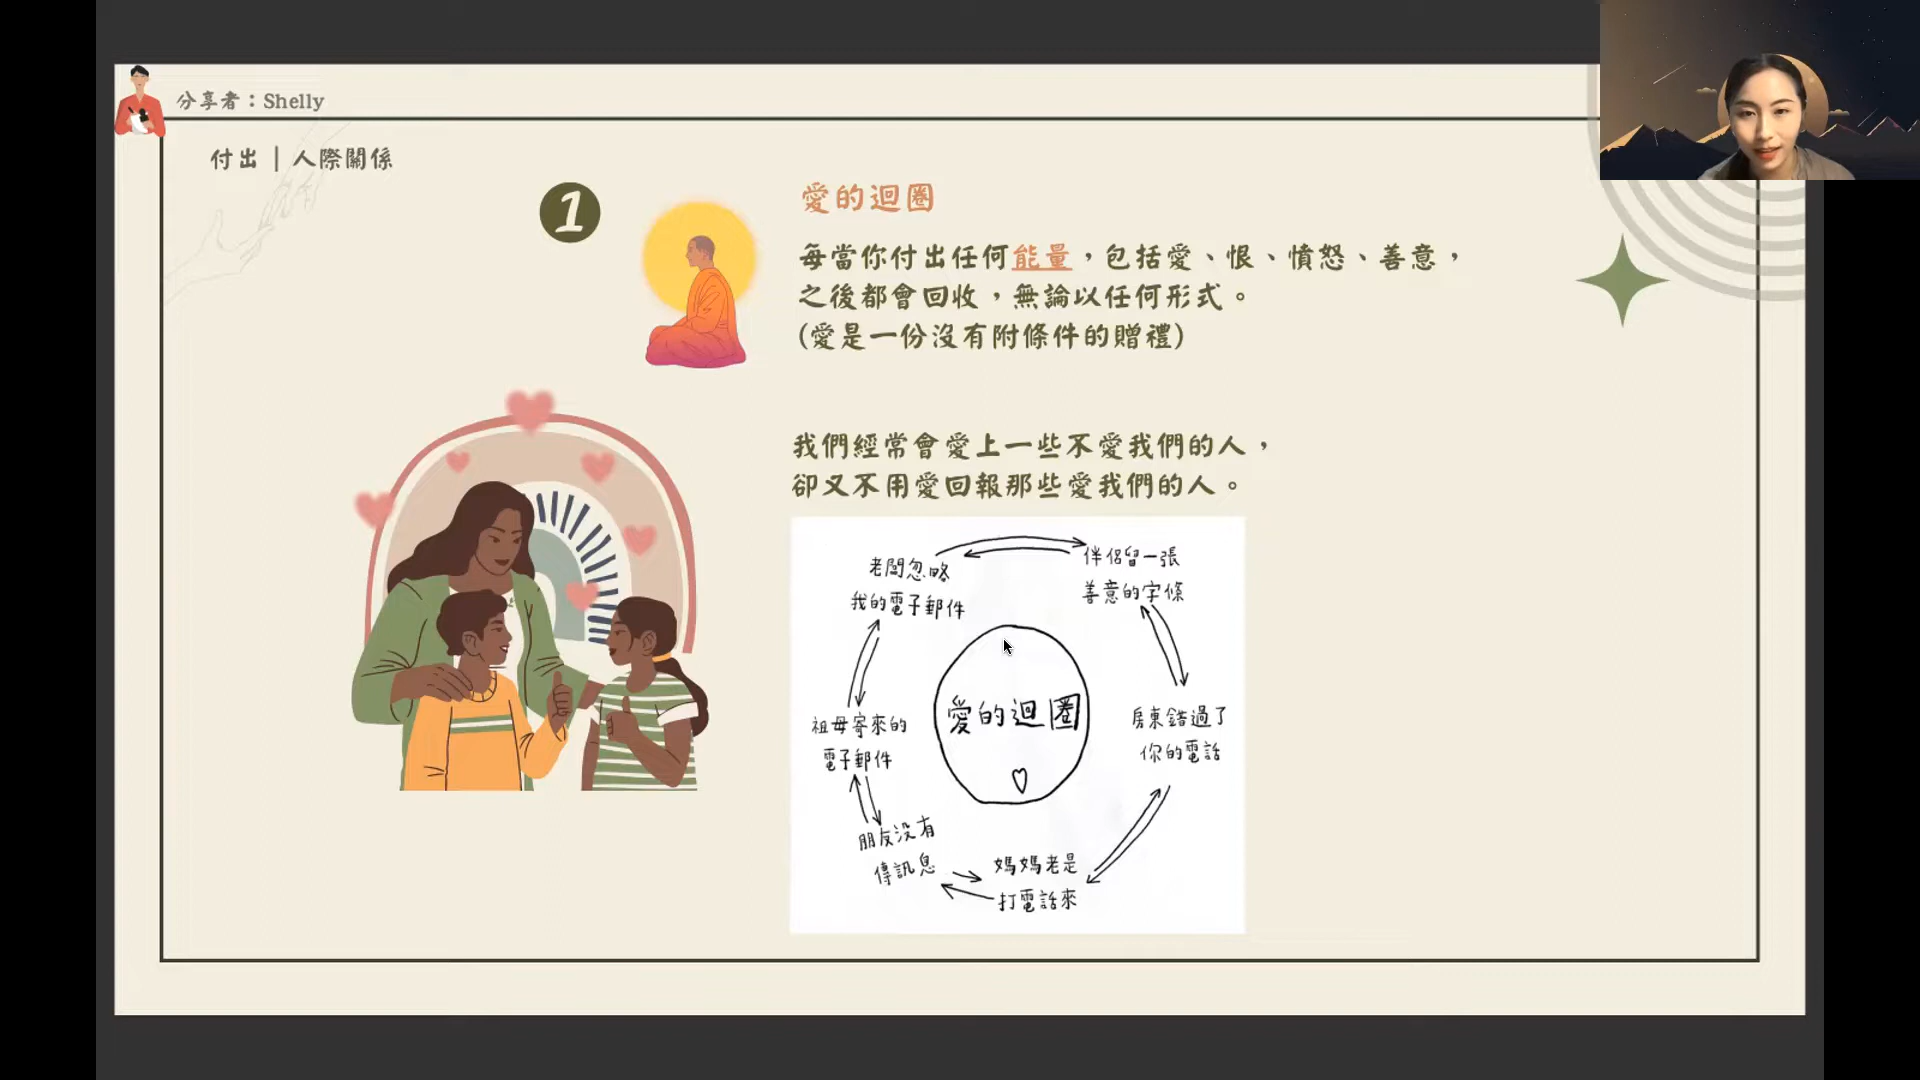 分享者：Shelly
付出｜人際關係
1
愛的迴圈
每當你付出任何能量，包括愛、恨、憤怒、善意，
之後都會回收，無論以任何形式。
(愛是一份沒有附條件的贈禮)
我們經常會愛上一些不愛我們的人，
卻又不用愛回報那些愛我們的人。
老闆忽略
我的電子郵件
伴侶留一張
善意的字條
房東錯過了
你的電話
媽媽老是
打電話來
朋友沒有
傳訊息
祖母寄來的
電子郵件
愛的迴圈